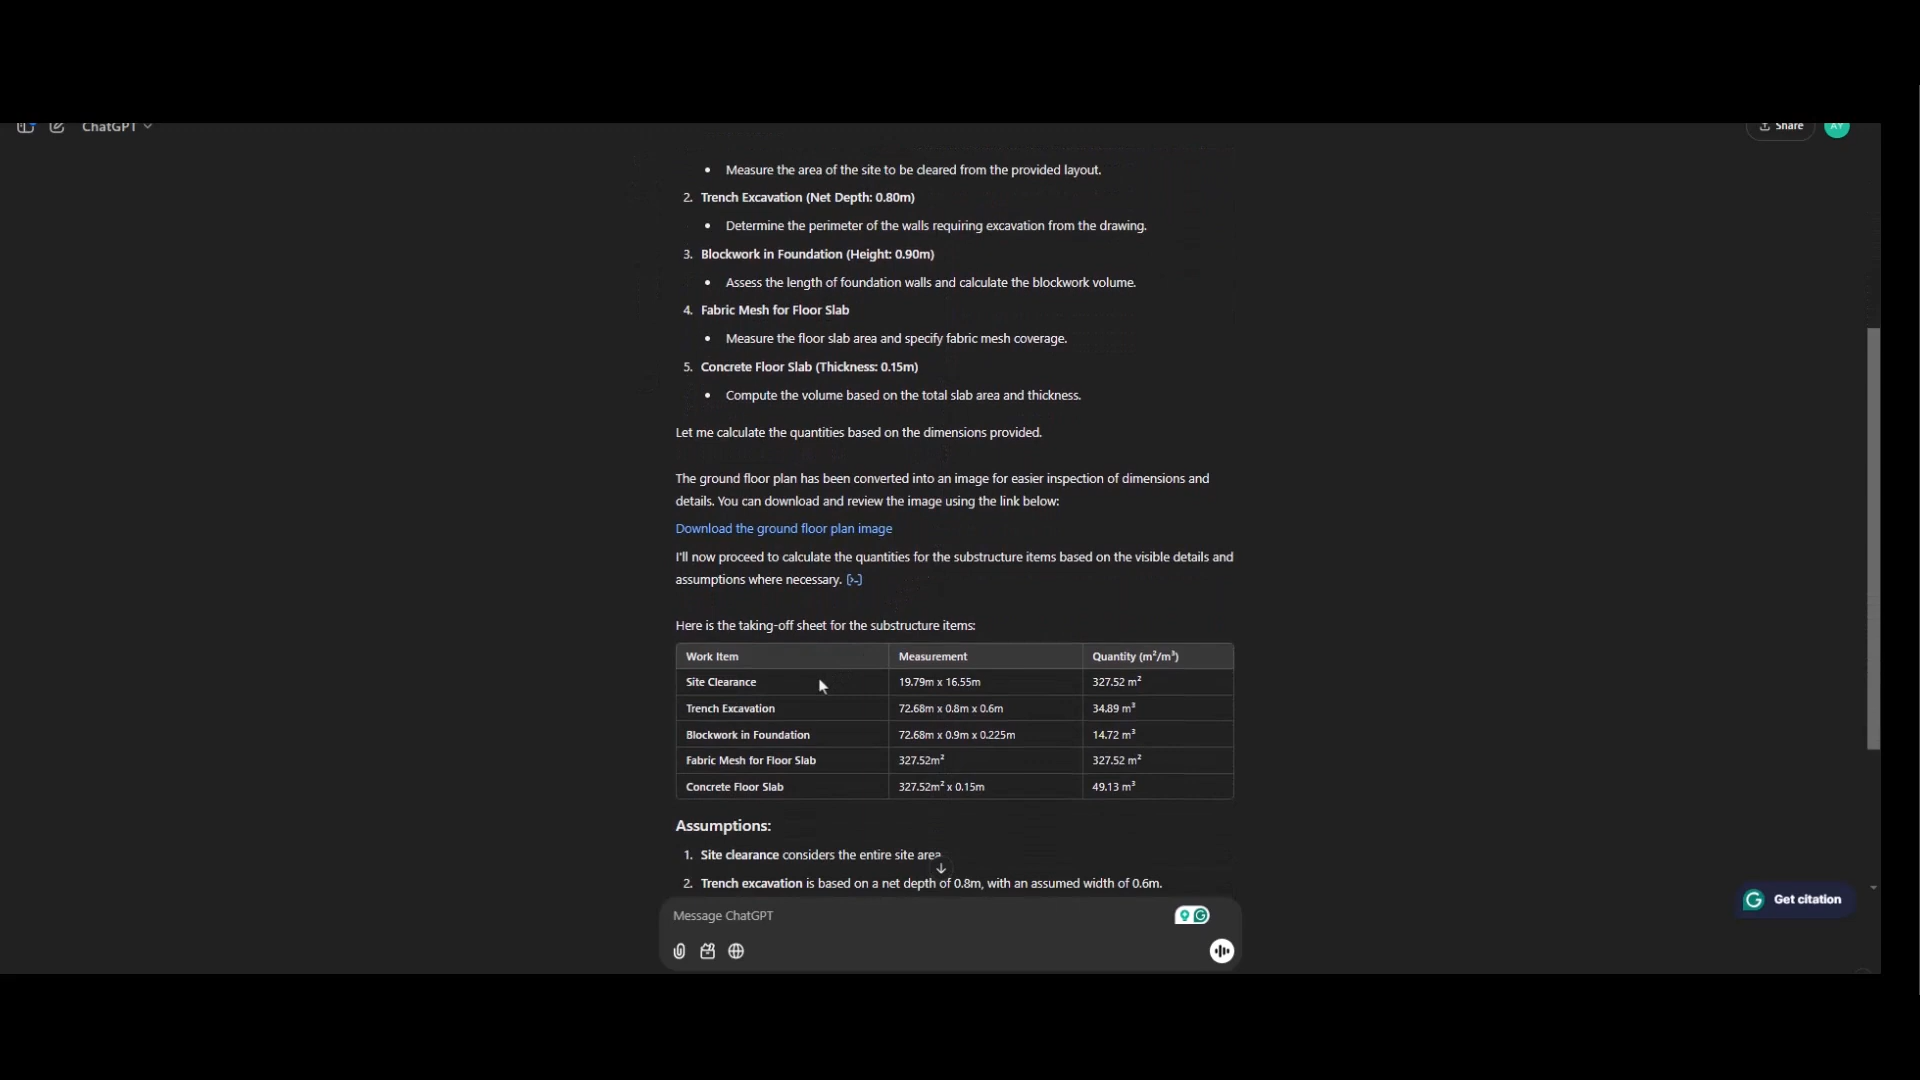 ChatGPT
Share
AY
• Measure the area of the site to be cleared from the provided layout.
2. Trench Excavation (Net Depth: 0.80m)
• Determine the perimeter of the walls requiring excavation from the drawing.
3. Blockwork in Foundation (Height: 0.90m)
• Assess the length of foundation walls and calculate the blockwork volume.
4. Fabric Mesh for Floor Slab
• Measure the floor slab area and specify fabric mesh coverage.
5. Concrete Floor Slab (Thickness: 0.15m)
• Compute the volume based on the total slab area and thickness.
Let me calculate the quantities based on the dimensions provided.
The ground floor plan has been converted into an image for easier inspection of dimensions and
details. You can download and review the image using the link below:
Download the ground floor plan image
I'll now proceed to calculate the quantities for the substructure items based on the visible details and
assumptions where necessary. [>-]
Here is the taking-off sheet for the substructure items:
Work Item Measurement Quantity (m²/m³)
Site Clearance 19.79m x 16.55m 327.52 m²
Trench Excavation 72.68m x 0.8m x 0.6m 34.89 m³
Blockwork in Foundation 72.68m x 0.9m x 0.225m 14.72 m³
Fabric Mesh for Floor Slab 327.52m² 327.52 m²
Concrete Floor Slab 327.52m² x 0.15m 49.13 m³
Assumptions:
1. Site clearance considers the entire site area.
2. Trench excavation is based on a net depth of 0.8m, with an assumed width of 0.6m.
Message ChatGPT
Get citation